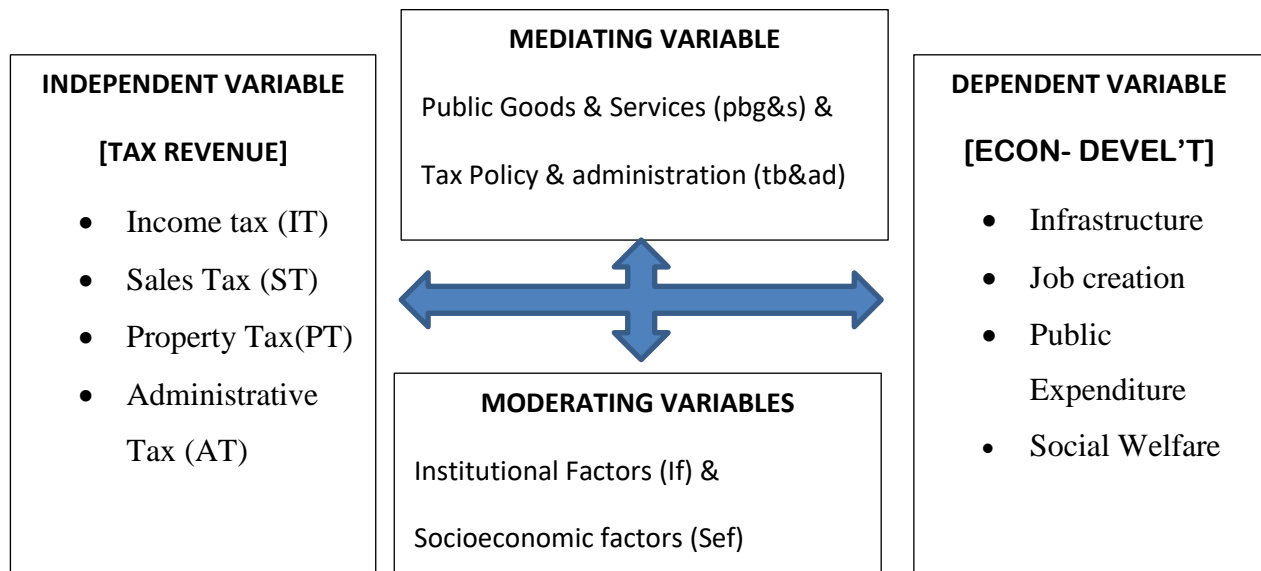 INDEPENDENT VARIABLE
[TAX REVENUE]
• Income tax (IT)
• Sales Tax (ST)
• Property Tax(PT)
• Administrative
Tax (AT)
MEDIATING VARIABLE
Public Goods & Services (pbg&s) &
Tax Policy & administration (tb&ad)
MODERATING VARIABLES
Institutional Factors (If) &
Socioeconomic factors (Sef)
DEPENDENT VARIABLE
[ECON- DEVEL’T]
• Infrastructure
• Job creation
• Public
Expenditure
• Social Welfare